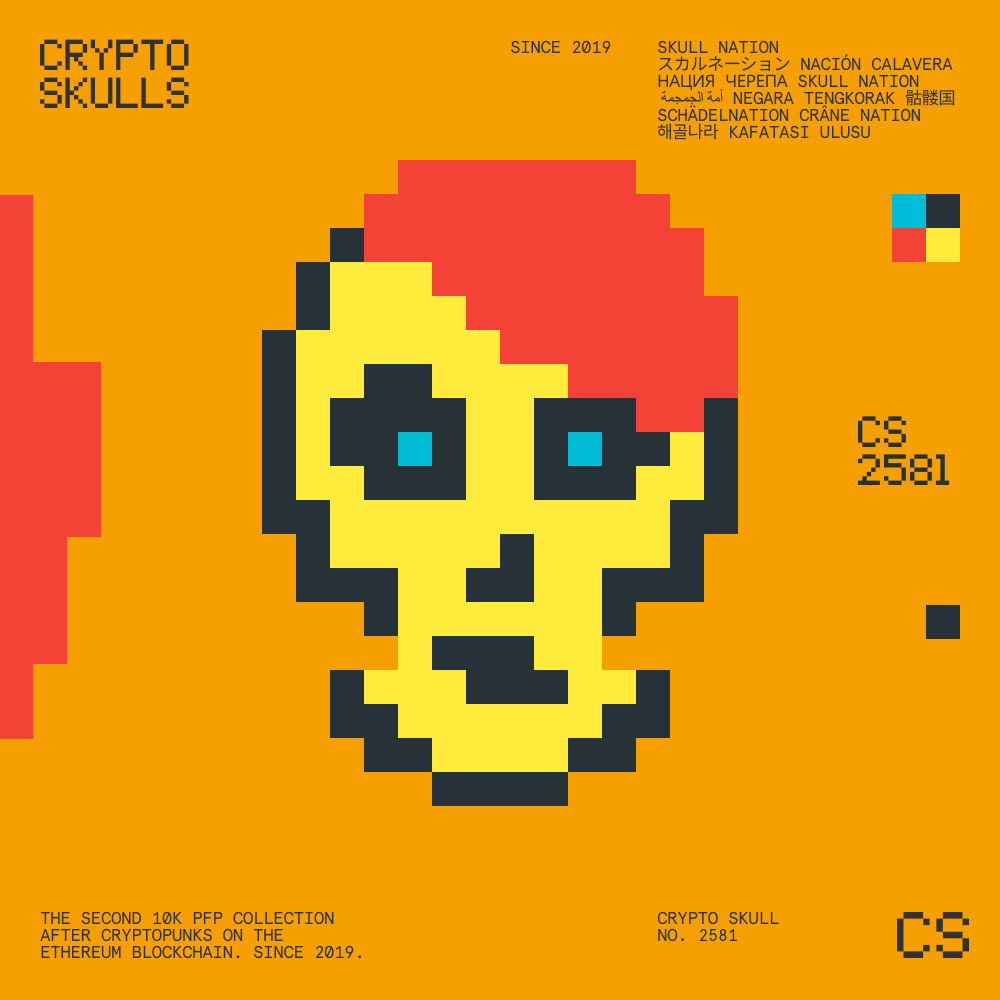 CRYPTO
SKULLS
SINCE 2019
SKULL NATION
スカルネーション NACIÓN CALAVERA
НАЦИЯ ЧЕРЕПА SKULL NATION
أمة الجمجمة NEGARA TENGKORAK 骷髅国
SCHÄDELNATION CRÂNE NATION
해골나라 KAFATASI ULUSU
CS
2581
THE SECOND 10K PFP COLLECTION
AFTER CRYPTOPUNKS ON THE
ETHEREUM BLOCKCHAIN. SINCE 2019.
CRYPTO SKULL
NO. 2581
CS